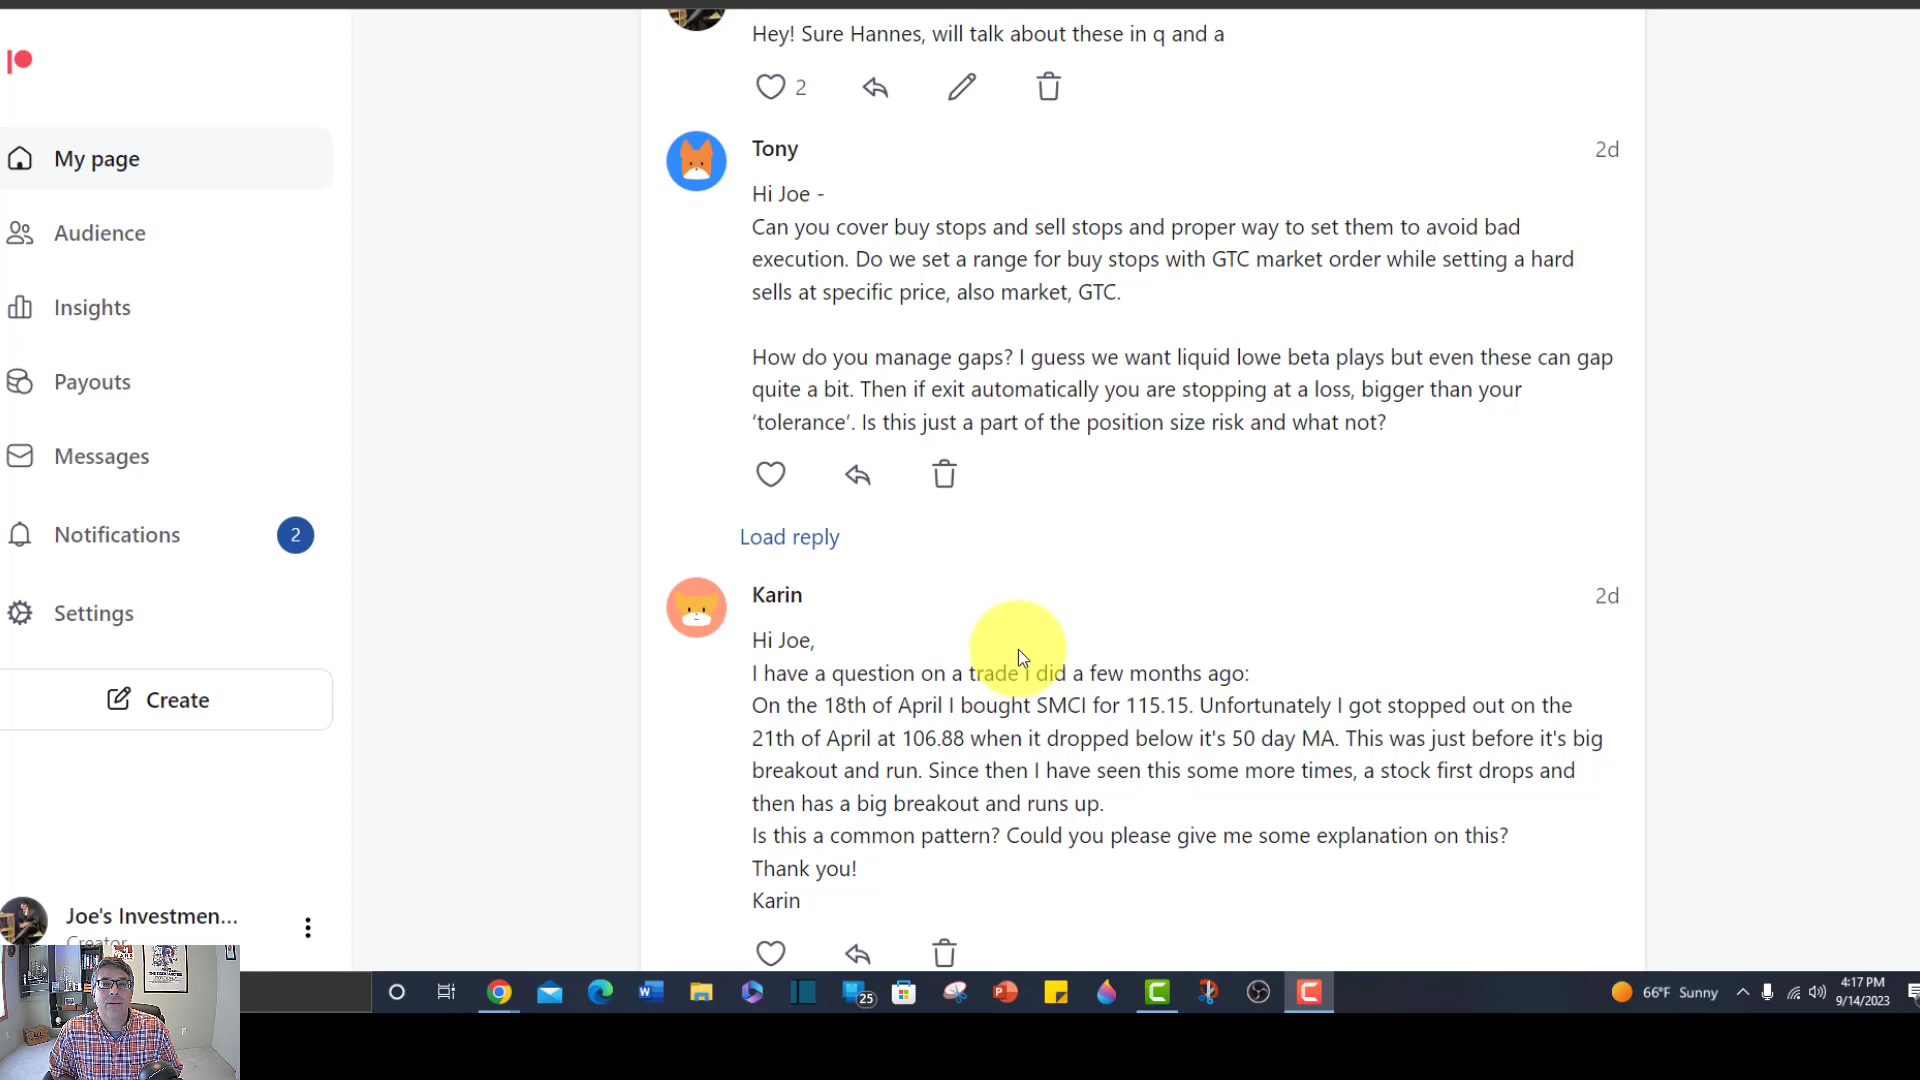 Hey! Sure Hannes, will talk about these in q and a
2
My page
Tony
2d
Hi Joe -
Can you cover buy stops and sell stops and proper way to set them to avoid bad
execution. Do we set a range for buy stops with GTC market order while setting a hard
sells at specific price, also market, GTC.
How do you manage gaps? I guess we want liquid lowe beta plays but even these can gap
quite a bit. Then if exit automatically you are stopping at a loss, bigger than your
‘tolerance’. Is this just a part of the position size risk and what not?
Audience
Insights
Payouts
Messages
Notifications
2
Settings
Create
Load reply
Karin
2d
Hi Joe,
I have a question on a trade i did a few months ago:
On the 18th of April I bought SMCI for 115.15. Unfortunately I got stopped out on the
21th of April at 106.88 when it dropped below it's 50 day MA. This was just before it's big
breakout and run. Since then I have seen this some more times, a stock first drops and
then has a big breakout and runs up.
Is this a common pattern? Could you please give me some explanation on this?
Thank you!
Karin
Joe's Investmen...
Creator
25
66°F Sunny
4:17 PM
9/14/2023